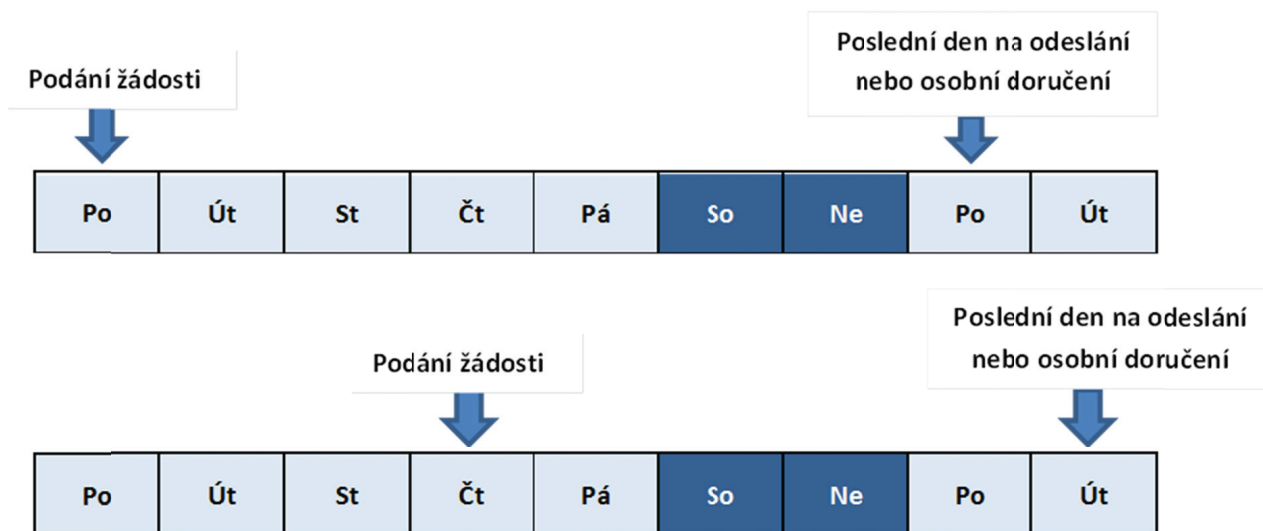 Podání žádosti
Poslední den na odeslání
nebo osobní doručení
Po Út St Čt Pá So Ne Po Út
Podání žádosti
Poslední den na odeslání
nebo osobní doručení
Po Út St Čt Pá So Ne Po Út